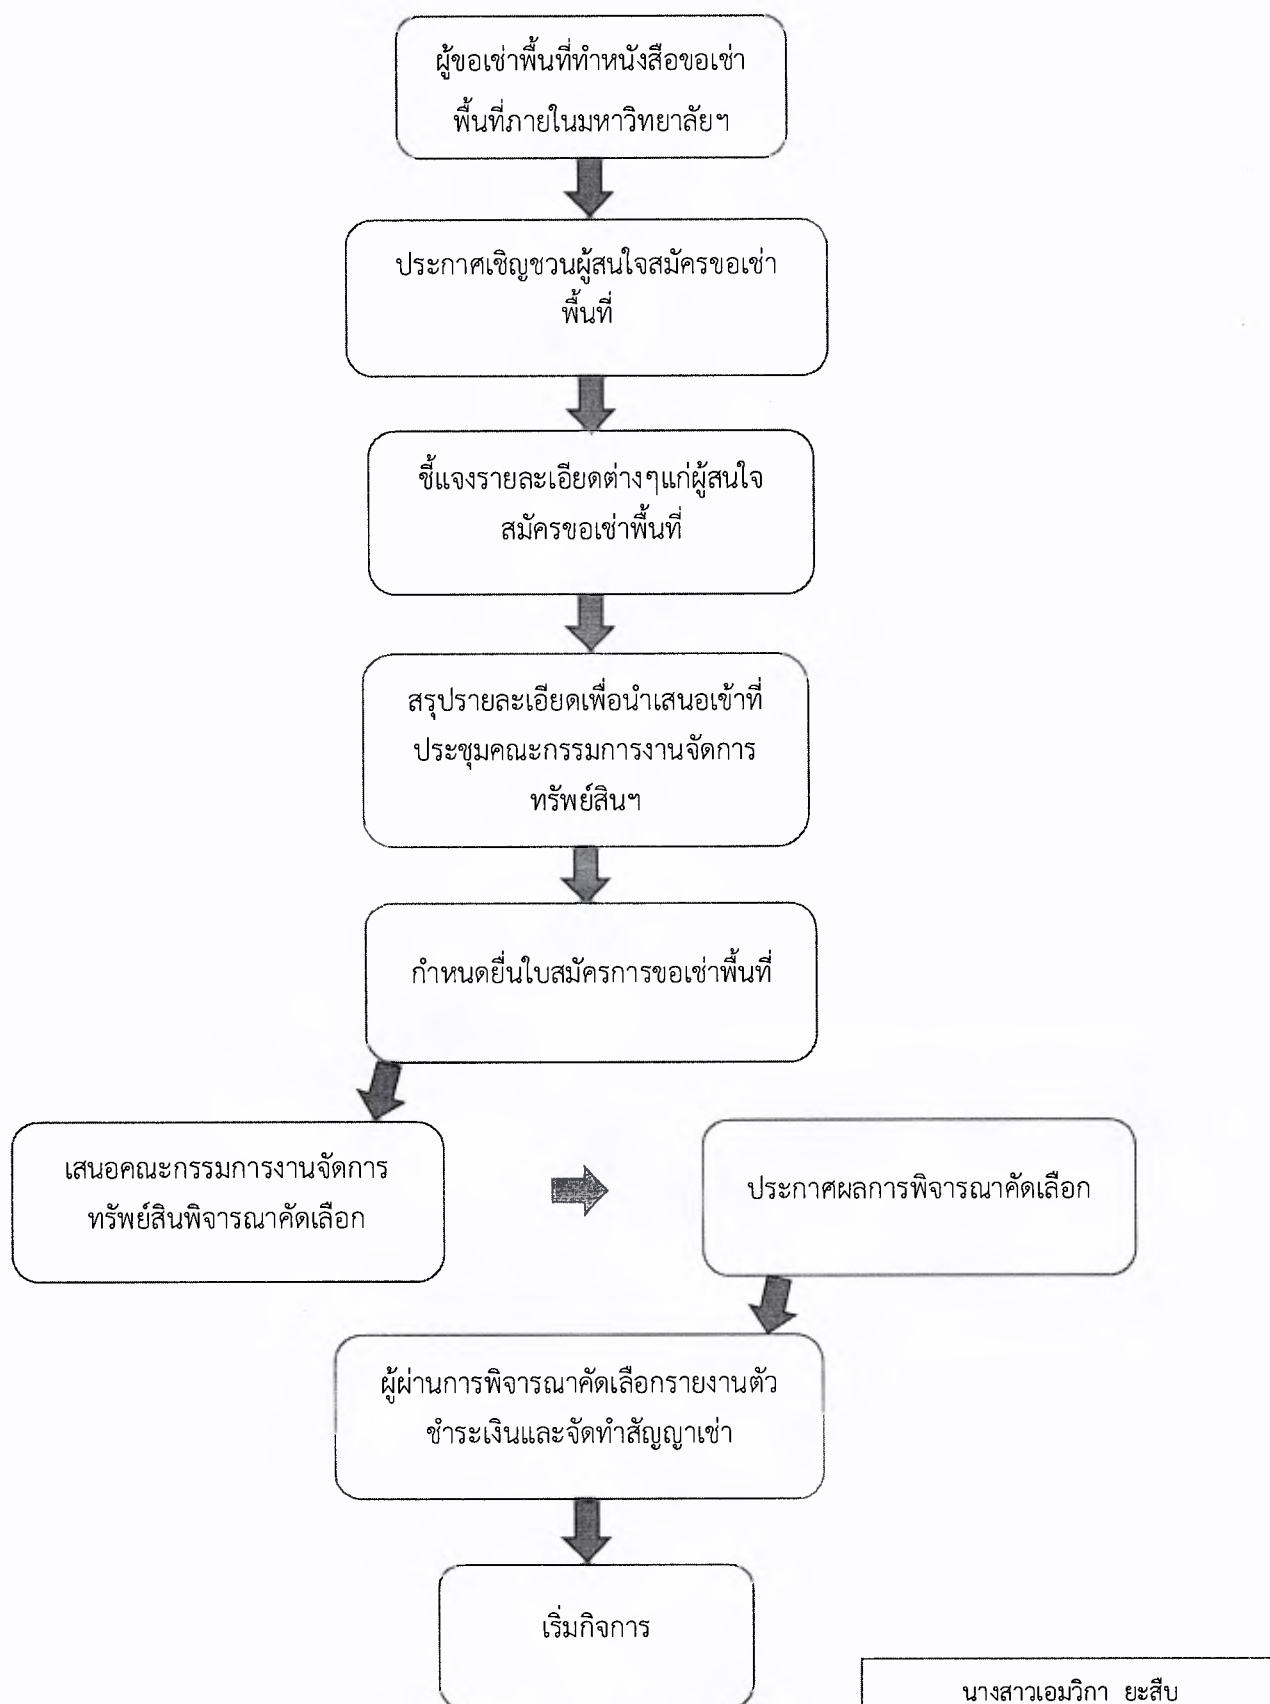 ผู้ขอเช่าพื้นที่ทำหนังสือขอเช่า
พื้นที่ภายในมหาวิทยาลัยฯ
ประกาศเชิญชวนผู้สนใจสมัครขอเช่า
พื้นที่
ชี้แจงรายละเอียดต่างๆแก่ผู้สนใจ
สมัครขอเช่าพื้นที่
สรุปรายละเอียดเพื่อนำเสนอเข้าที่
ประชุมคณะกรรมการงานจัดการ
ทรัพย์สินฯ
กำหนดยื่นใบสมัครการขอเช่าพื้นที่
เสนอคณะกรรมการงานจัดการ
ทรัพย์สินพิจารณาคัดเลือก
ประกาศผลการพิจารณาคัดเลือก
ผู้ผ่านการพิจารณาคัดเลือกรายงานตัว
ชำระเงินและจัดทำสัญญาเช่า
เริ่มกิจการ
นางสาวเอมวิกา ยะสืบ